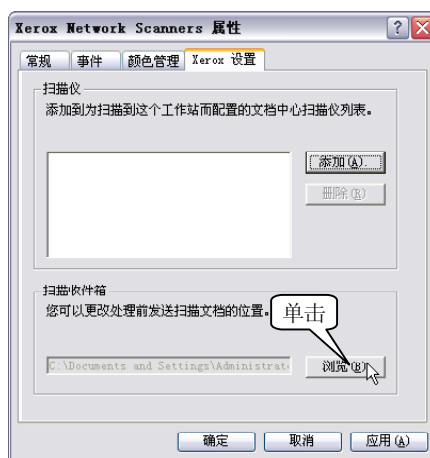 Xerox Network Scanners 属性
常规 事件 颜色管理 Xerox 设置
扫描仪
添加到为扫描到这个工作站而配置的文档中心扫描仪列表。
添加(A).
删除(R)
扫描收件箱
您可以更改处理前发送扫描文档的位置。
单击
C:\Documents and Settings\Administrat
浏览(B)
确定 取消 应用(A)